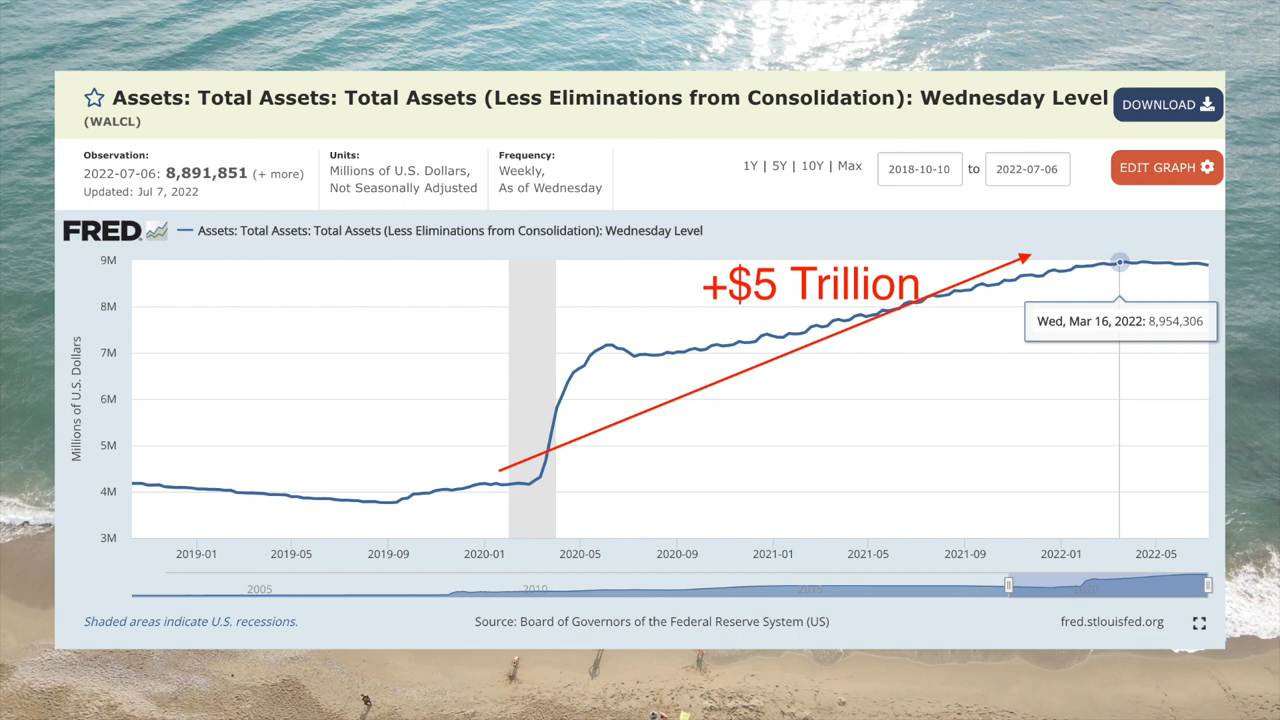 Assets: Total Assets: Total Assets (Less Eliminations from Consolidation): Wednesday Level
DOWNLOAD
(WALCL)
Observation:
2022-07-06: 8,891,851 (+ more)
Updated: Jul 7, 2022
Units:
Millions of U.S. Dollars,
Not Seasonally Adjusted
Frequency:
Weekly,
As of Wednesday
1Y | 5Y | 10Y | Max
2018-10-10 to 2022-07-06
EDIT GRAPH
FRED
Assets: Total Assets: Total Assets (Less Eliminations from Consolidation): Wednesday Level
+$5 Trillion
Wed, Mar 16, 2022: 8,954,306
Millions of U.S. Dollars
9M
8M
7M
6M
5M
4M
3M
2019-01 2019-05 2019-09 2020-01 2020-05 2020-09 2021-01 2021-05 2021-09 2022-01 2022-05
2005 2010 2015 2020
Shaded areas indicate U.S. recessions.
Source: Board of Governors of the Federal Reserve System (US)
fred.stlouisfed.org